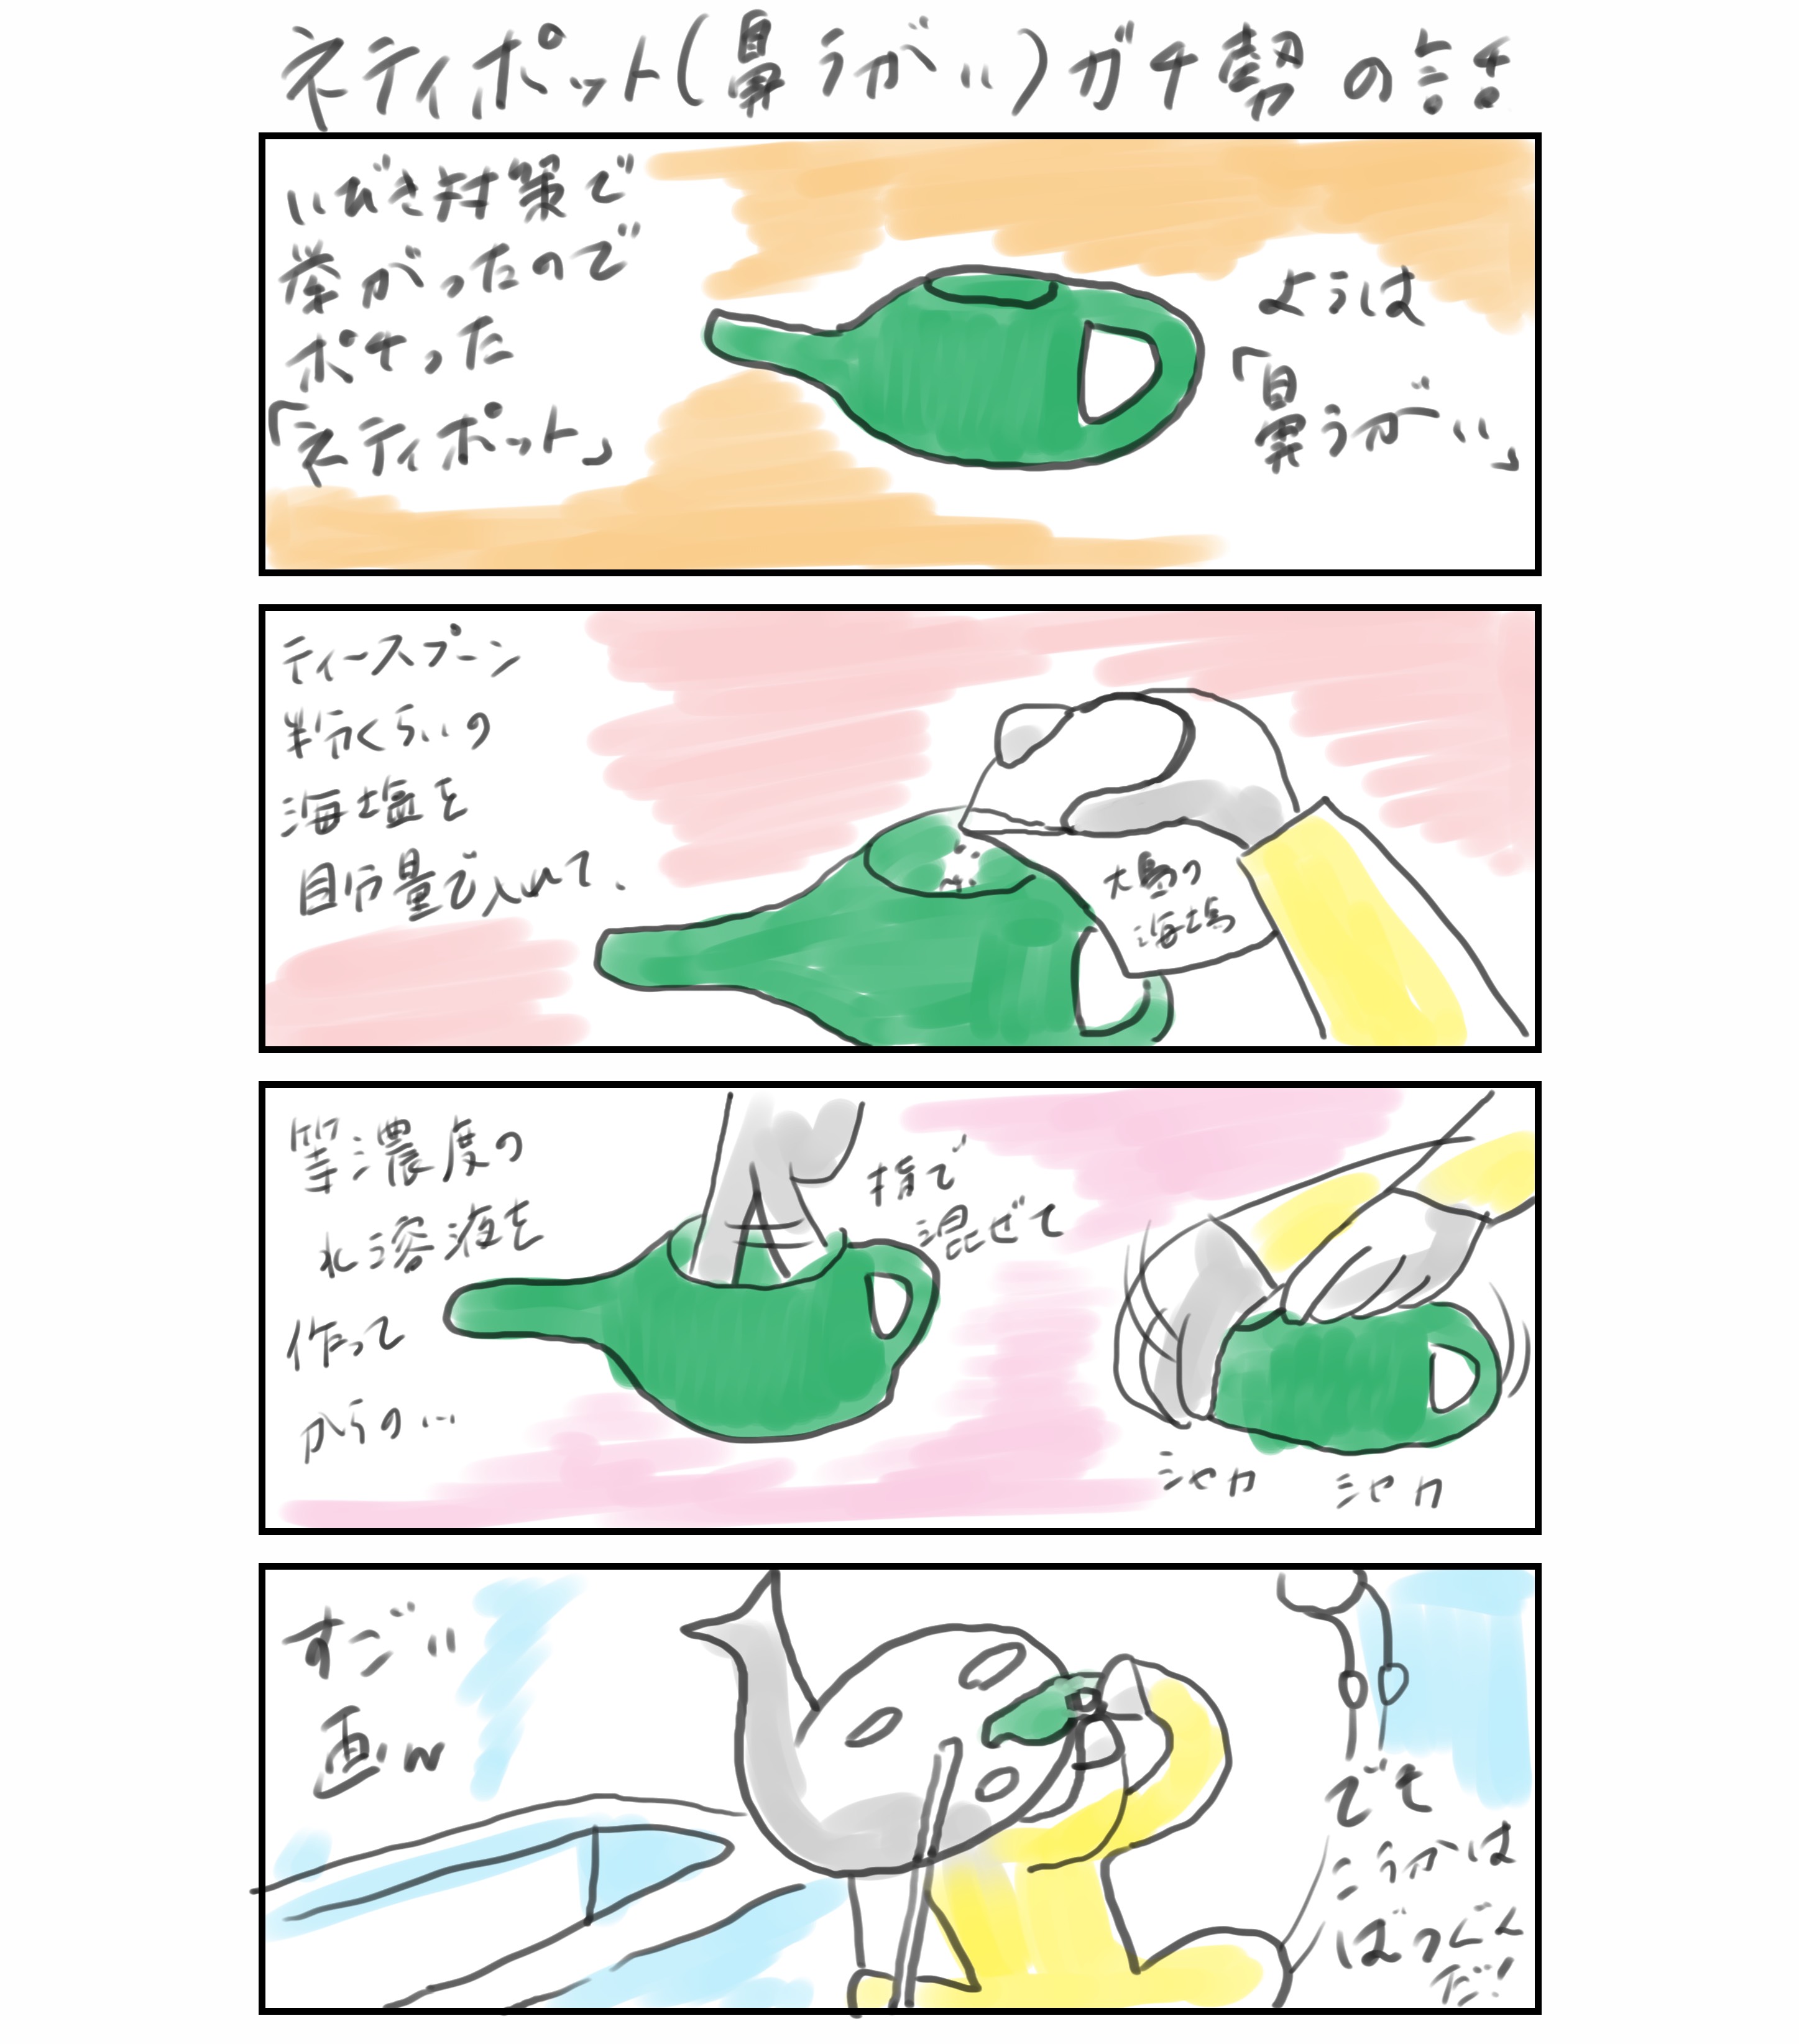 ネティポット(鼻うがい)ガチ勢の話
いびき対策で
挙がったので
ポチった
「ネティポット」
ようは
「鼻うがい」
ティースプーン
半分くらいの
海塩を
目分量で入れて、
大島の
海塩
等濃度の
水溶液を
作って
からの…
指で
混ぜて
シャカ シャカ
すごい
画w
でも
こうかは
ばつぐん
だ!